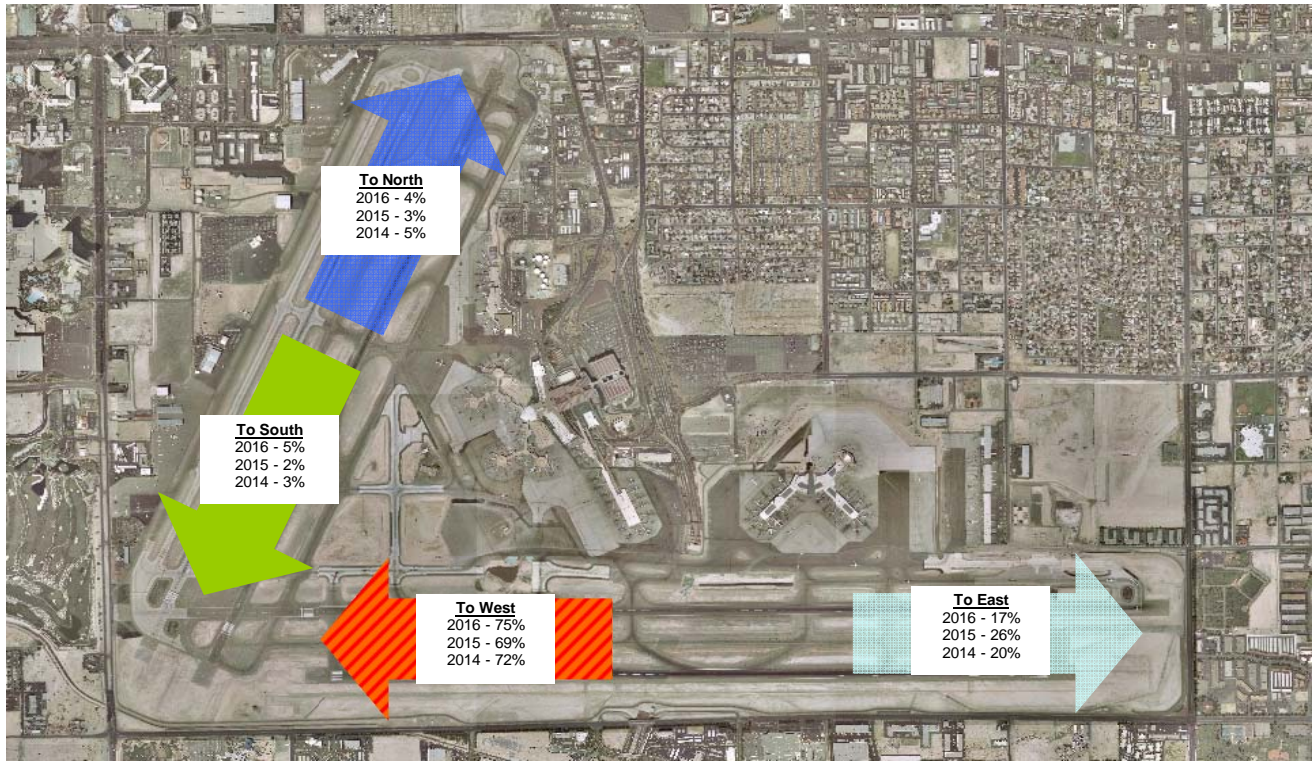 To North
2016 - 4%
2015 - 3%
2014 - 5%
To South
2016 - 5%
2015 - 2%
2014 - 3%
To West
2016 - 75%
2015 - 69%
2014 - 72%
To East
2016 - 17%
2015 - 26%
2014 - 20%